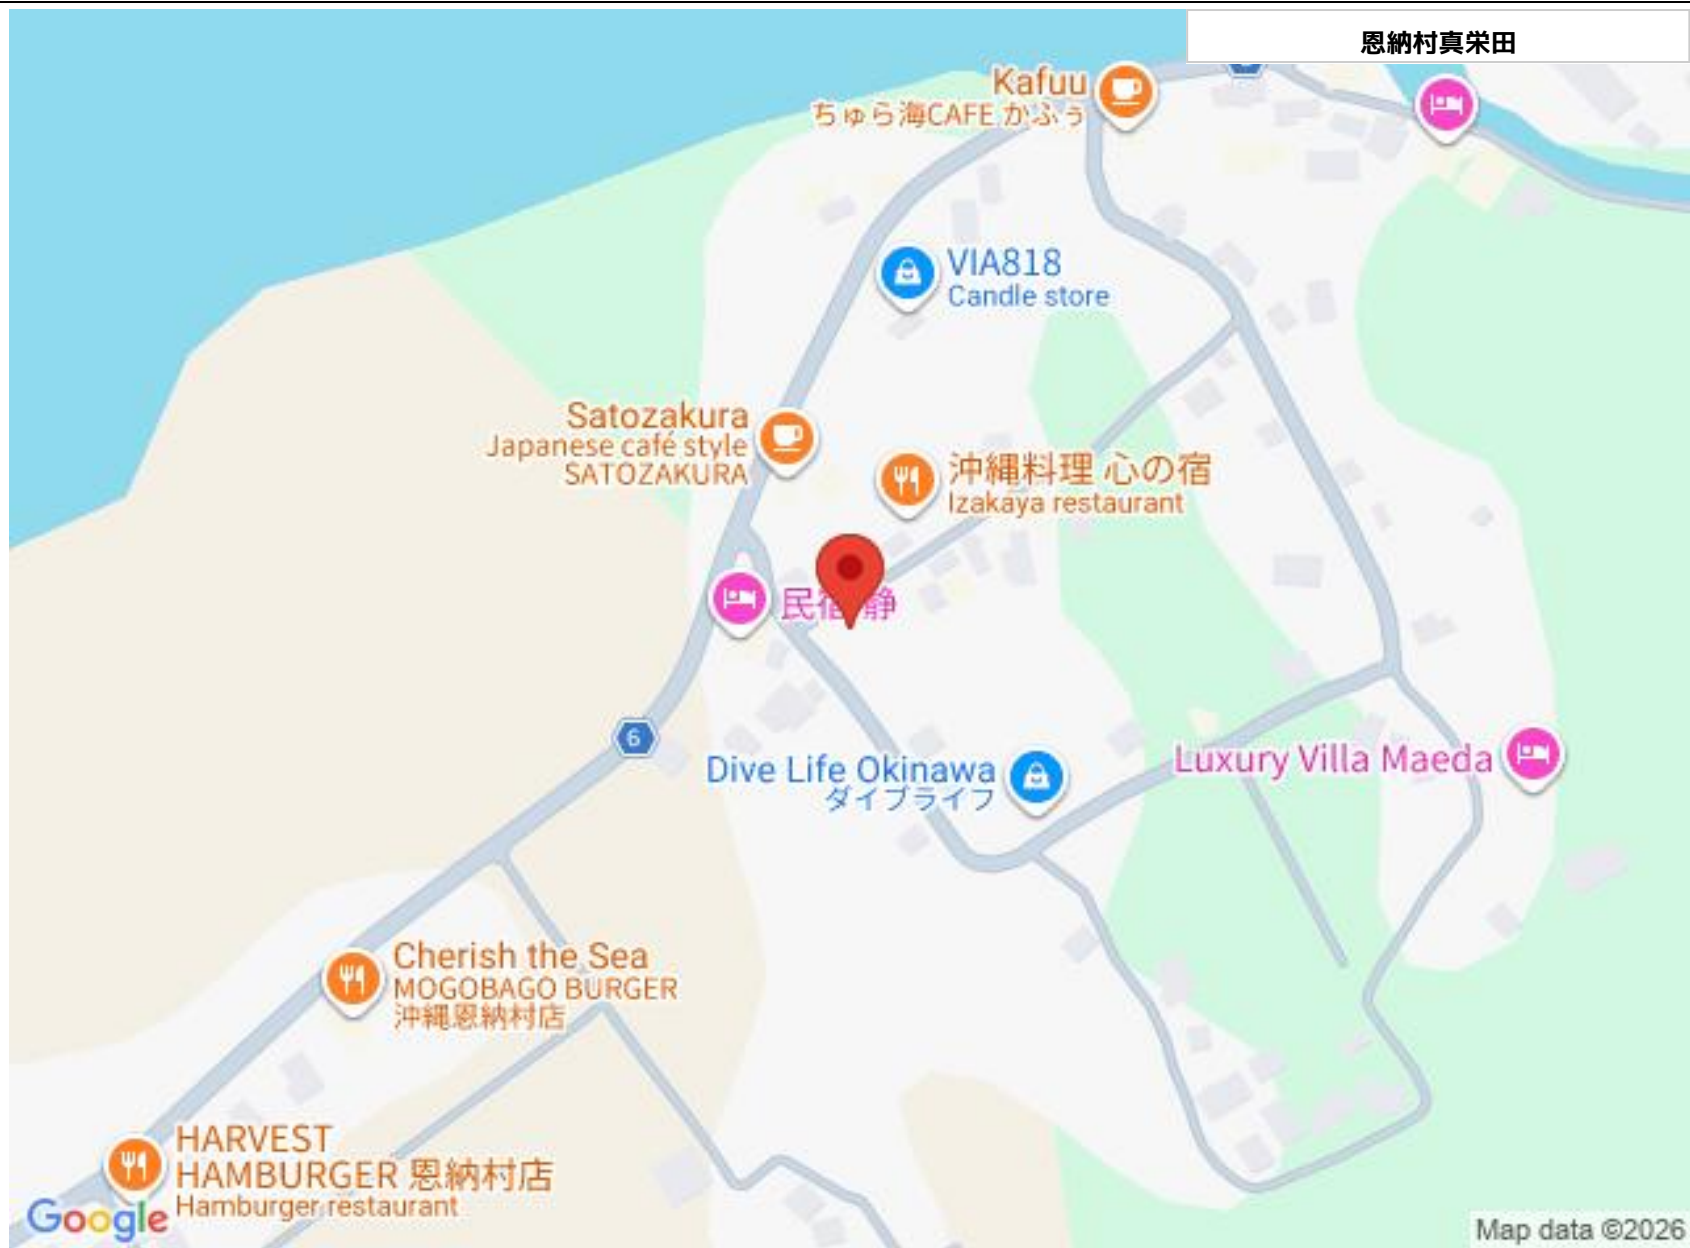 恩納村真栄田
Kafuu
ちゅら海CAFE かふぅ
VIA818
Candle store
Satozakura
Japanese café style
SATOZAKURA
沖縄料理 心の宿
Izakaya restaurant
民宿 静
6
Dive Life Okinawa
ダイブライフ
Luxury Villa Maeda
Cherish the Sea
MOGOBAGO BURGER
沖縄恩納村店
HARVEST
HAMBURGER 恩納村店
Hamburger restaurant
Google
Map data ©2026